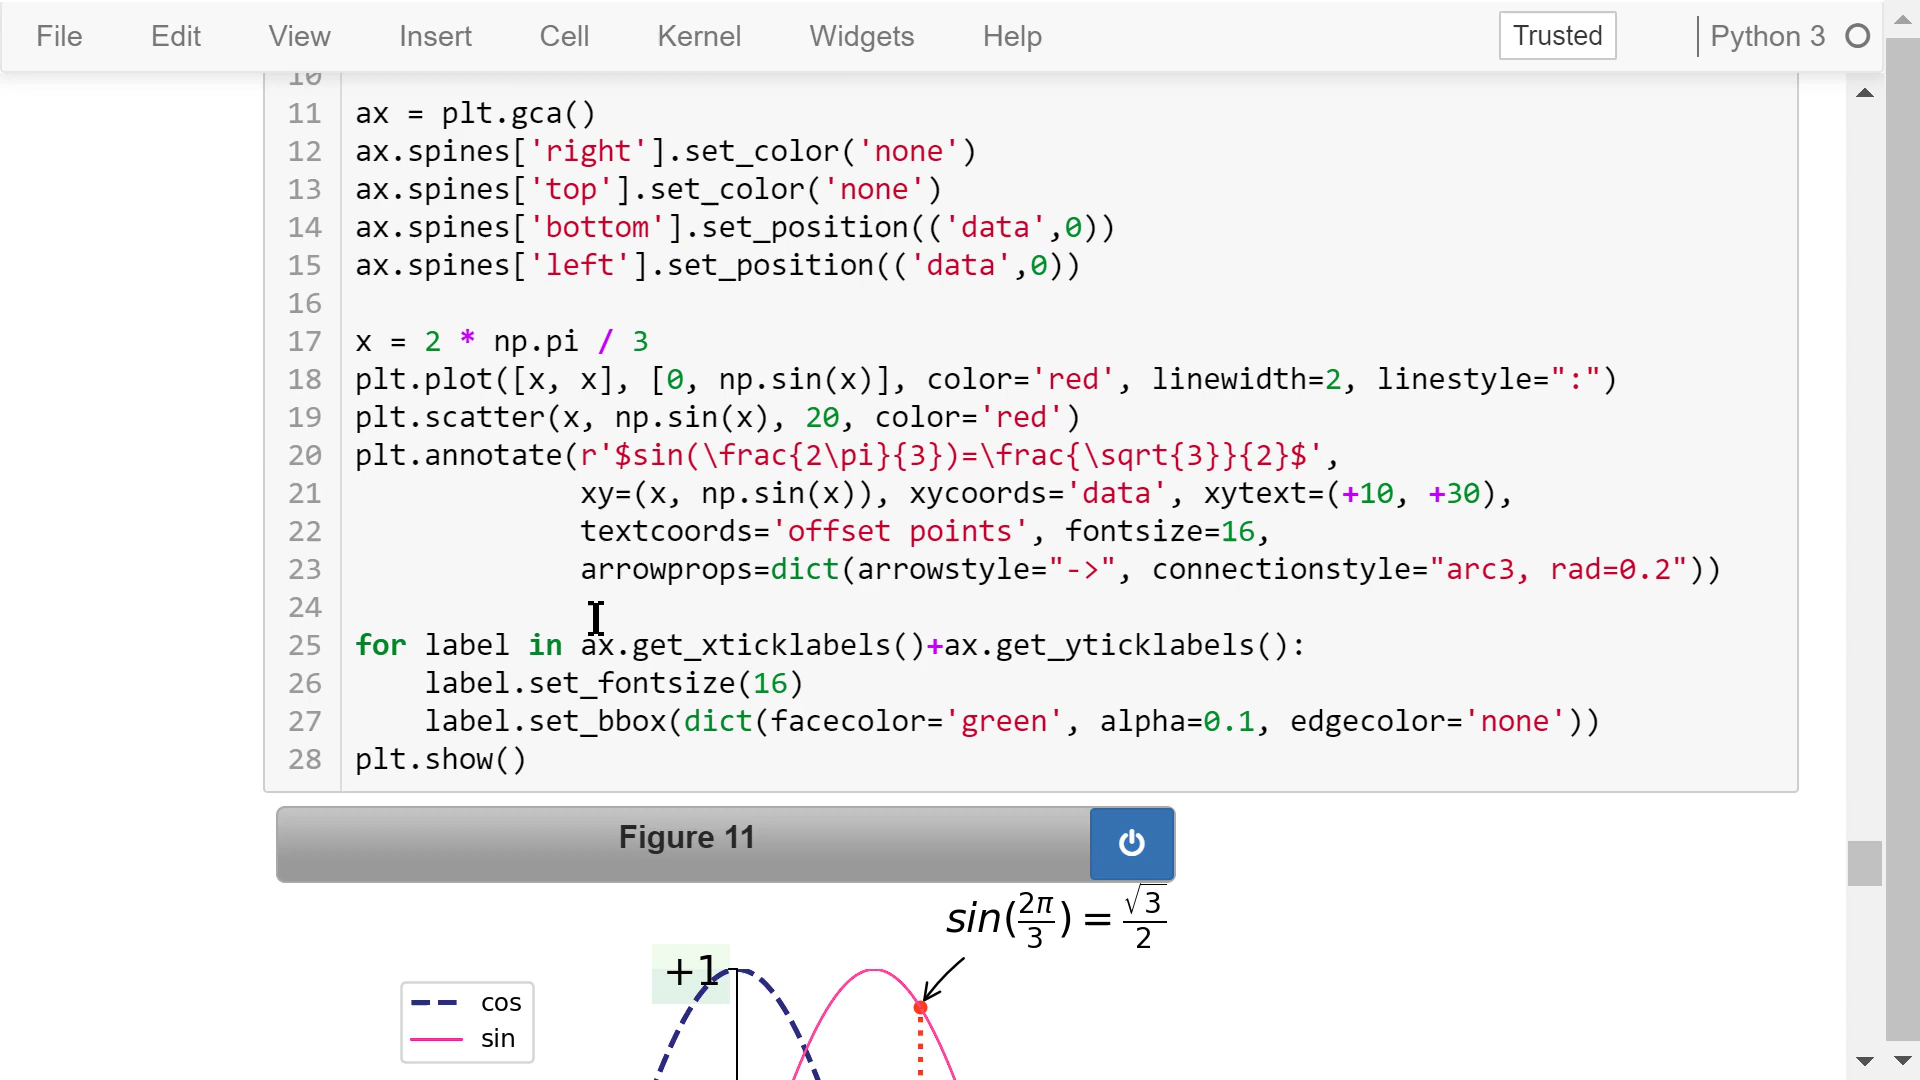 File Edit View Insert Cell Kernel Widgets Help Trusted Python 3
10
11 ax = plt.gca()
12 ax.spines['right'].set_color('none')
13 ax.spines['top'].set_color('none')
14 ax.spines['bottom'].set_position(('data',0))
15 ax.spines['left'].set_position(('data',0))
16
17 x = 2 * np.pi / 3
18 plt.plot([x, x], [0, np.sin(x)], color='red', linewidth=2, linestyle=":")
19 plt.scatter(x, np.sin(x), 20, color='red')
20 plt.annotate(r'$sin(\frac{2\pi}{3})=\frac{\sqrt{3}}{2}$',
21 xy=(x, np.sin(x)), xycoords='data', xytext=(+10, +30),
22 textcoords='offset points', fontsize=16,
23 arrowprops=dict(arrowstyle="->", connectionstyle="arc3, rad=0.2"))
24
25 for label in ax.get_xticklabels()+ax.get_yticklabels():
26 label.set_fontsize(16)
27 label.set_bbox(dict(facecolor='green', alpha=0.1, edgecolor='none'))
28 plt.show()
Figure 11
sin(2π/3) = √3/2
+1
cos
sin